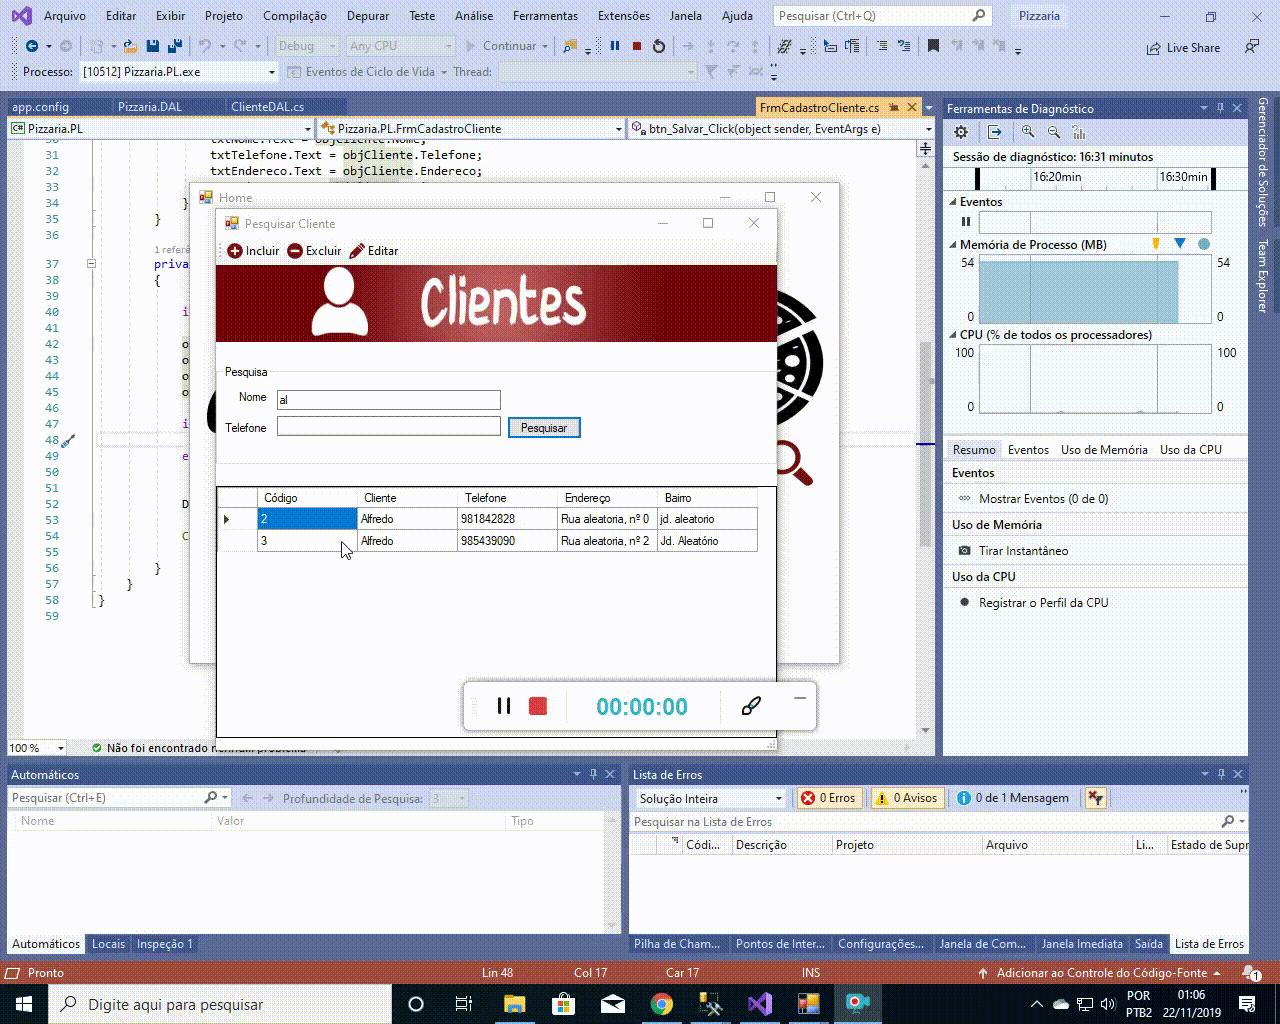 Arquivo Editar Exibir Projeto Compilação Depurar Teste Análise Ferramentas Extensões Janela Ajuda Pesquisar (Ctrl+Q) Pizzaría
Debug Any CPU Continuar Live Share
Processo: [10512] Pizzaria.PL.exe Eventos de Ciclo de Vida Thread:
app.config Pizzaria.DAL ClienteDAL.cs FrmCadastroCliente.cs
Pizzaria.PL Pizzaria.PL.FrmCadastroCliente btn_Salvar_Click(object sender, EventArgs e)
31 txtTelefone.Text = objCliente.Telefone;
32 txtEndereco.Text = objCliente.Endereco;
33
34 }
35 }
36
1 referê
37 priva
38 {
39
40 i
41
42 o
43 o
44 o
45 o
46
47 i
48
49 e
50
51
52 D
53
54 C
55
56 }
57 }
58 }
59
Home
Pesquisar Cliente
Incluir Excluir Editar
Clientes
Pesquisa
Nome al
Telefone Pesquisar
Código Cliente Telefone Endereço Bairro
2 Alfredo 981842828 Rua aleatoria, nº 0 jd. aleatorio
3 Alfredo 985439090 Rua aleatoria, nº 2 Jd. Aleatório
00:00:00
100 % Não foi encontrado nenhum problema
Ferramentas de Diagnóstico
Sessão de diagnóstico: 16:31 minutos
16:20min 16:30min
Eventos
Memória de Processo (MB)
54 54
0 0
CPU (% de todos os processadores)
100 100
0 0
Resumo Eventos Uso de Memória Uso da CPU
Eventos
Mostrar Eventos (0 de 0)
Uso de Memória
Tirar Instantâneo
Uso da CPU
Registrar o Perfil da CPU
Gerenciador de Soluções
Team Explorer
Automáticos
Pesquisar (Ctrl+E) Profundidade de Pesquisa: 3
Nome Valor Tipo
Automáticos Locais Inspeção 1
Lista de Erros
Solução Inteira 0 Erros 0 Avisos 0 de 1 Mensagem
Pesquisar na Lista de Erros
Códi... Descrição Projeto Arquivo Li... Estado de Supr
Pilha de Cham... Pontos de Inter... Configurações... Janela de Com... Janela Imediata Saída Lista de Erros
Pronto Lin 48 Col 17 Car 17 INS Adicionar ao Controle do Código-Fonte 1
Digite aqui para pesquisar POR 01:06
PTB2 22/11/2019